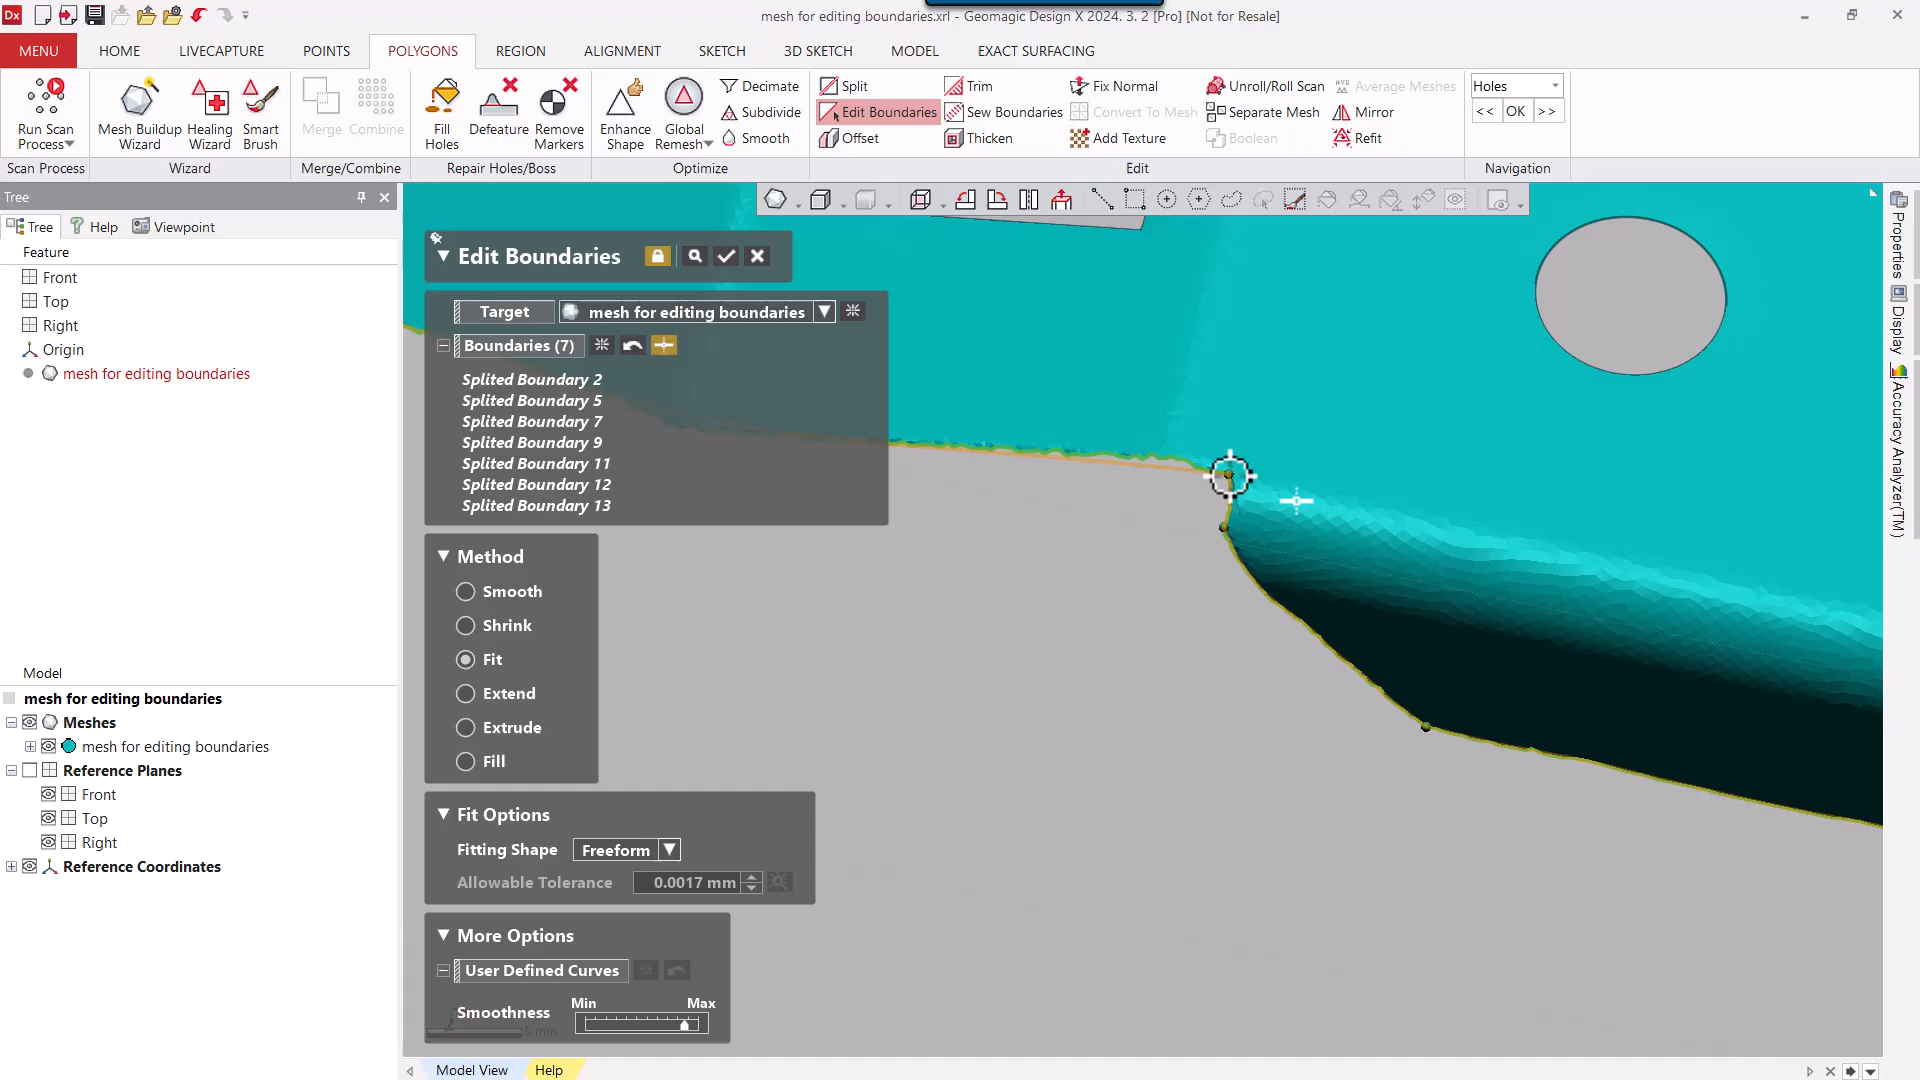 Dx
mesh for editing boundaries.xrl - Geomagic Design X 2024. 3. 2 [Pro] [Not for Resale]
MENU HOME LIVECAPTURE POINTS POLYGONS REGION ALIGNMENT SKETCH 3D SKETCH MODEL EXACT SURFACING
Run Scan Process
Mesh Buildup Wizard
Healing Wizard
Smart Brush
Merge
Combine
Fill Holes
Defeature
Remove Markers
Enhance Shape
Global Remesh
Decimate
Subdivide
Smooth
Split
Edit Boundaries
Offset
Trim
Sew Boundaries
Thicken
Fix Normal
Convert To Mesh
Add Texture
Unroll/Roll Scan
Separate Mesh
Boolean
AVE Average Meshes
Mirror
Refit
Holes
<< OK >>
Scan Process Wizard Merge/Combine Repair Holes/Boss Optimize Edit Navigation
Tree
Tree Help Viewpoint
Feature
Front
Top
Right
Origin
mesh for editing boundaries
Model
mesh for editing boundaries
Meshes
mesh for editing boundaries
Reference Planes
Front
Top
Right
Reference Coordinates
Edit Boundaries
Target mesh for editing boundaries
Boundaries (7)
Splited Boundary 2
Splited Boundary 5
Splited Boundary 7
Splited Boundary 9
Splited Boundary 11
Splited Boundary 12
Splited Boundary 13
Method
Smooth
Shrink
Fit
Extend
Extrude
Fill
Fit Options
Fitting Shape Freeform
Allowable Tolerance 0.0017 mm
More Options
User Defined Curves
Min Max
Smoothness
5 mm
Model View Help
Properties
Display
Accuracy Analyzer(TM)